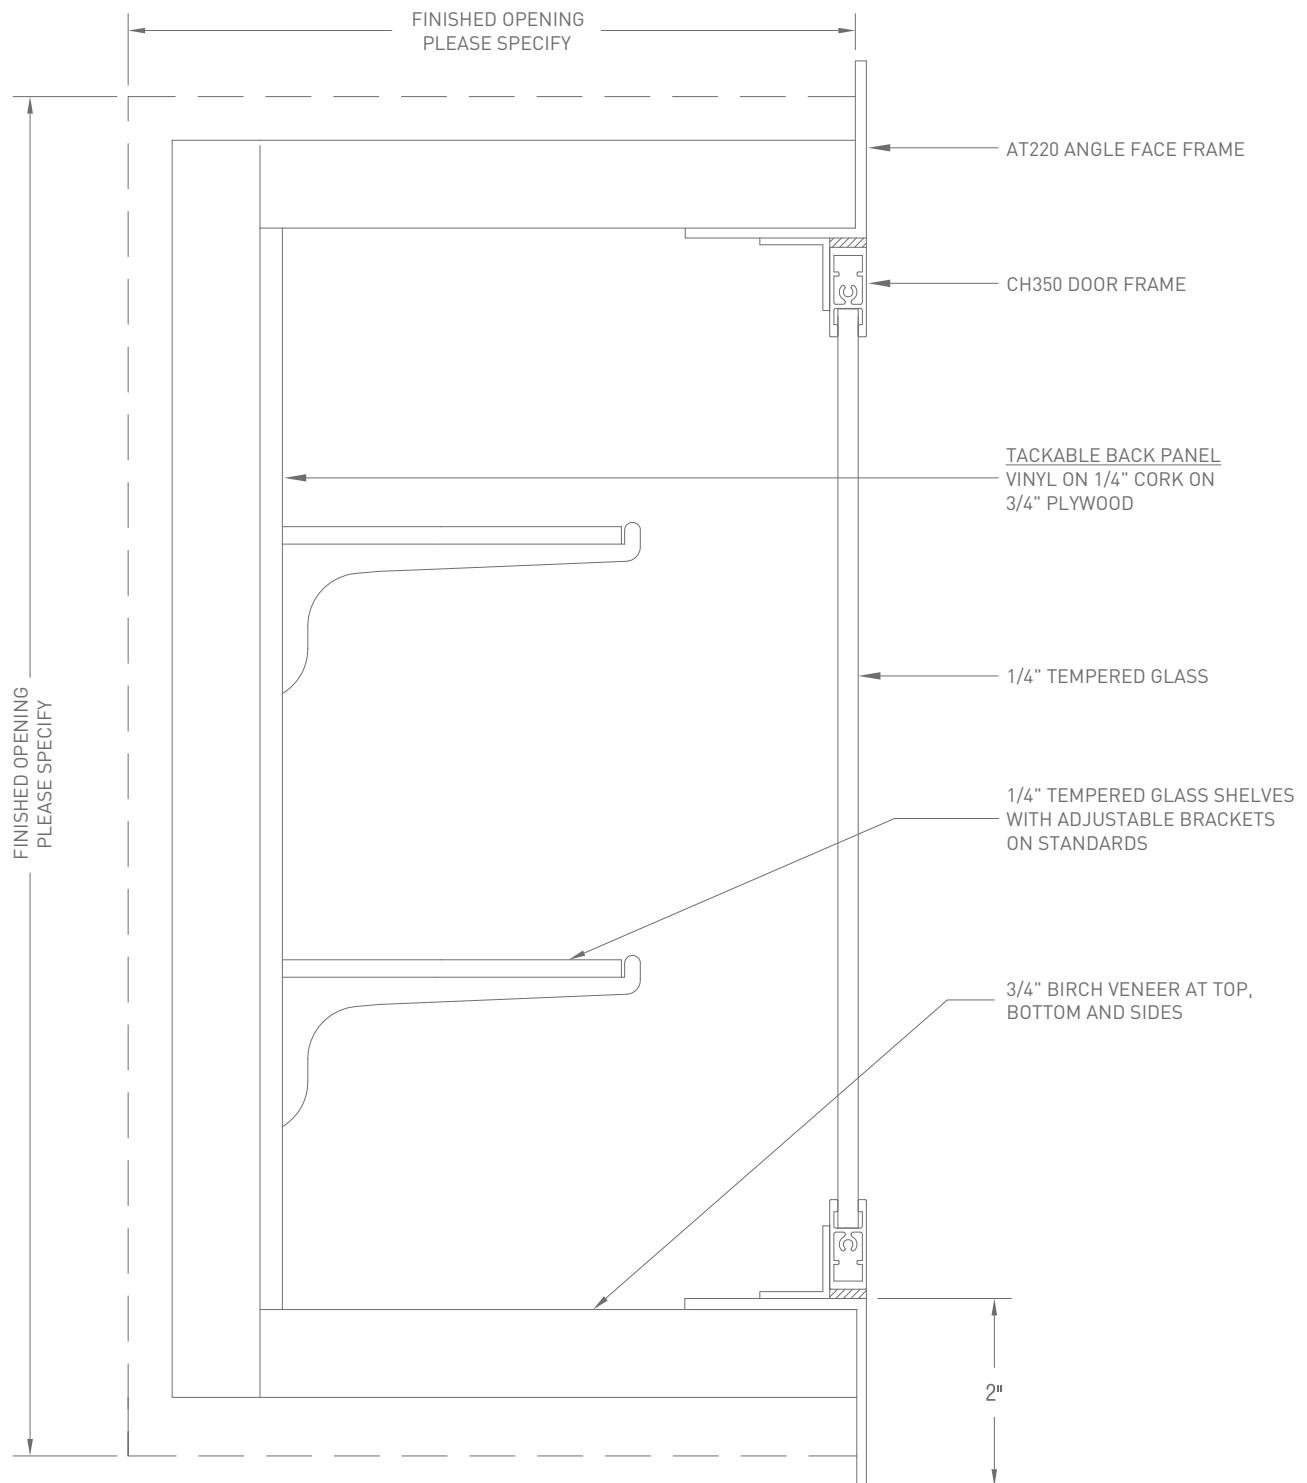 FINISHED OPENING
PLEASE SPECIFY
AT220 ANGLE FACE FRAME
CH350 DOOR FRAME
TACKABLE BACK PANEL
VINYL ON 1/4" CORK ON
3/4" PLYWOOD
FINISHED OPENING
PLEASE SPECIFY
1/4" TEMPERED GLASS
1/4" TEMPERED GLASS SHELVES
WITH ADJUSTABLE BRACKETS
ON STANDARDS
3/4" BIRCH VENEER AT TOP,
BOTTOM AND SIDES
2"